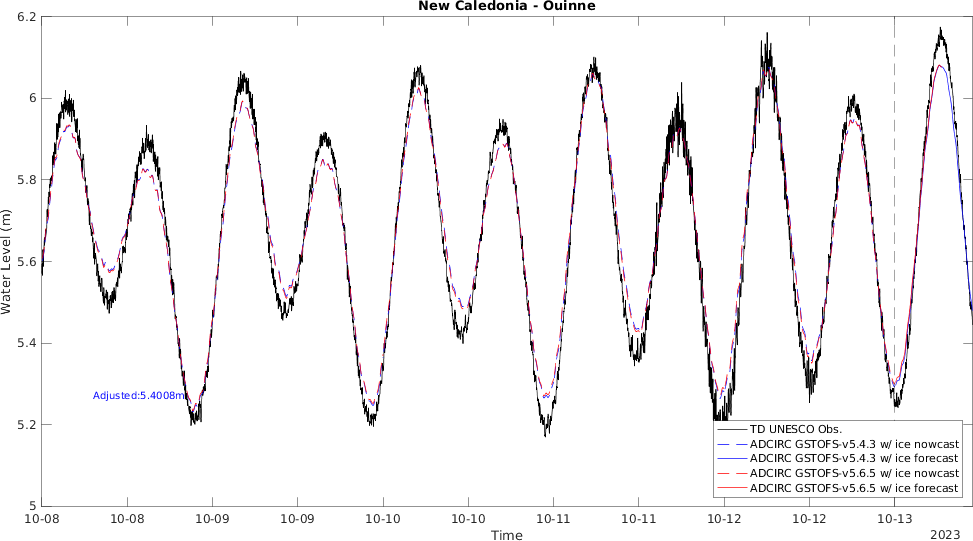 New Caledonia - Ouinne
6.2
6
5.8
5.6
5.4
5.2
5
Water Level (m)
Adjusted:5.4008m
TD UNESCO Obs.
ADCIRC GSTOFS-v5.4.3 w/ ice nowcast
ADCIRC GSTOFS-v5.4.3 w/ ice forecast
ADCIRC GSTOFS-v5.6.5 w/ ice nowcast
ADCIRC GSTOFS-v5.6.5 w/ ice forecast
10-08 10-08 10-09 10-09 10-10 10-10 10-11 10-11 10-12 10-12 10-13
Time
2023